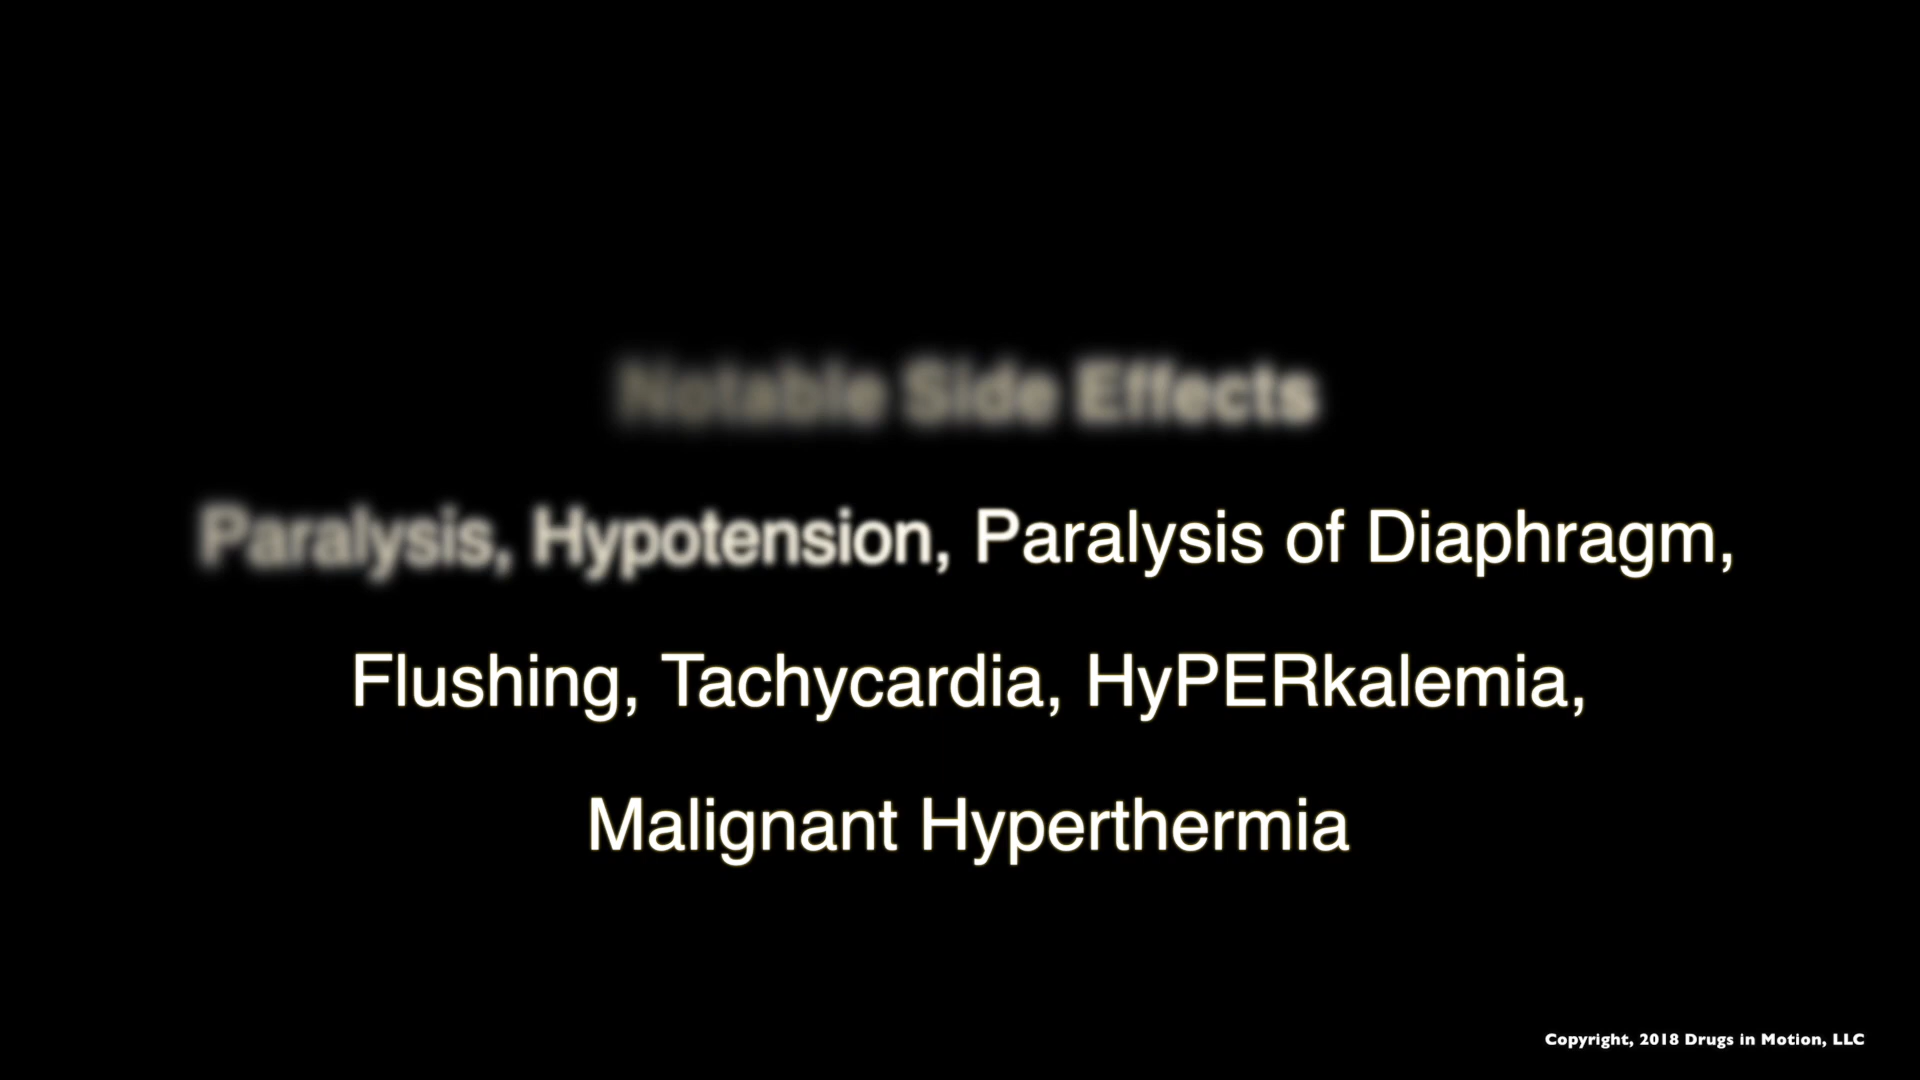 Notable Side Effects
Paralysis, Hypotension, Paralysis of Diaphragm,
Flushing, Tachycardia, HyPERkalemia,
Malignant Hyperthermia
Copyright, 2018 Drugs in Motion, LLC